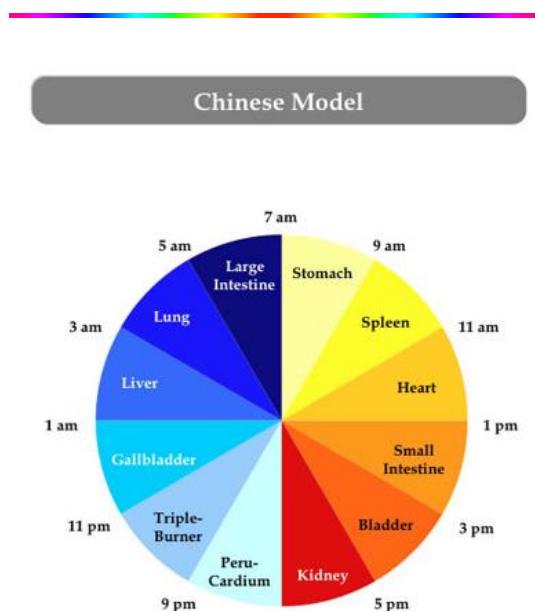 Chinese Model
7 am
5 am
9 am
Large
Intestine
Stomach
Lung
Spleen
3 am
11 am
Liver
Heart
1 am
1 pm
Gallbladder
Small
Intestine
Triple-
Burner
Bladder
11 pm
3 pm
Peru-
Cardium
Kidney
9 pm
5 pm